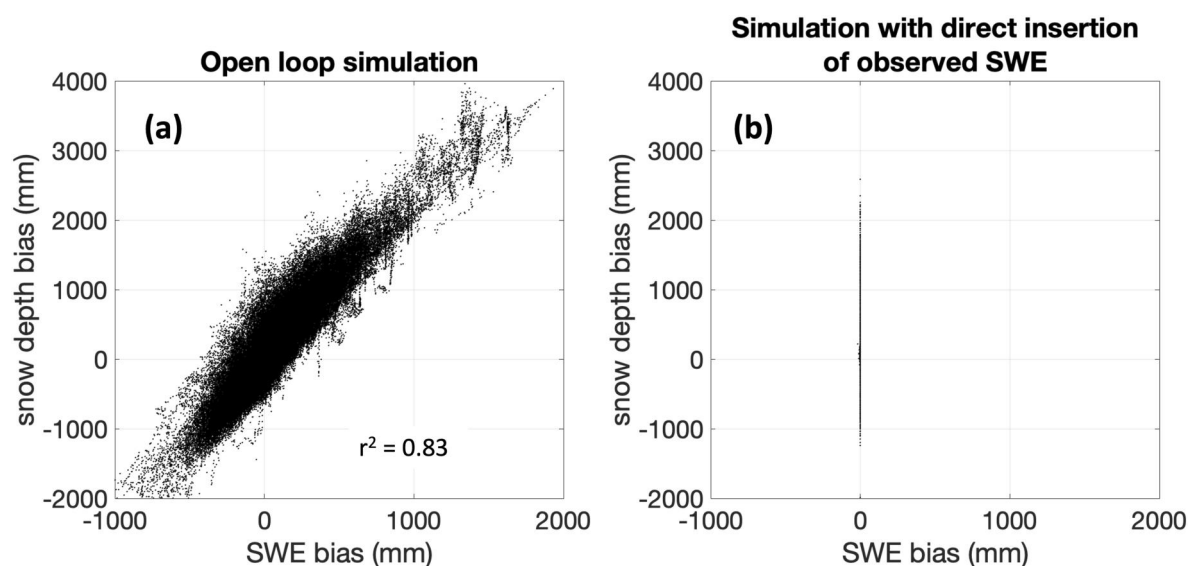 Open loop simulation
(a)
4000
3000
2000
1000
0
-1000
-2000
snow depth bias (mm)
r² = 0.83
-1000 0 1000 2000
SWE bias (mm)
Simulation with direct insertion
of observed SWE
(b)
4000
3000
2000
1000
0
-1000
-2000
snow depth bias (mm)
-1000 0 1000 2000
SWE bias (mm)